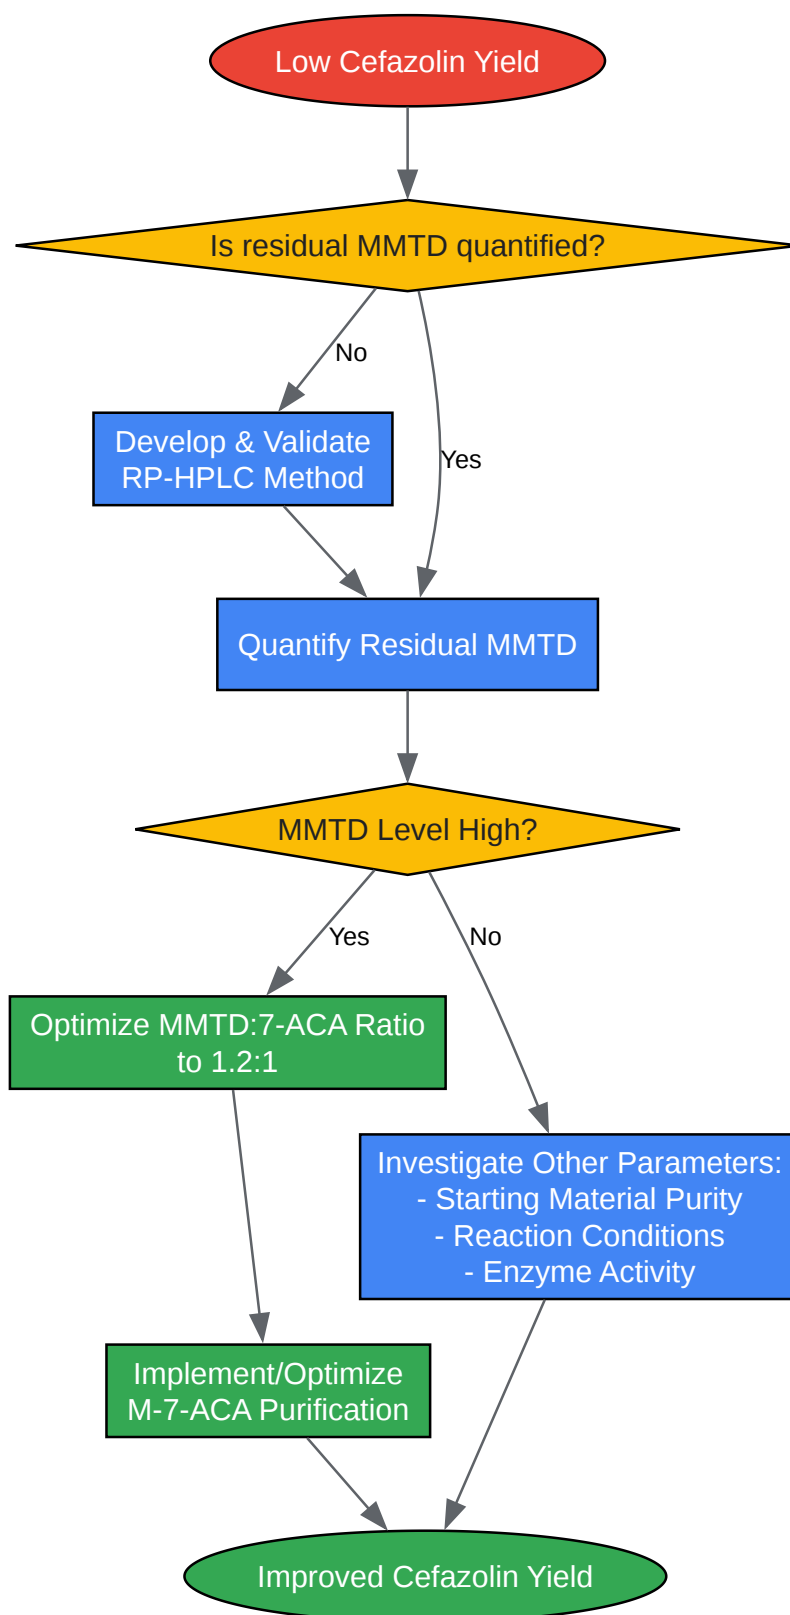 Low Cefazolin Yield
Is residual MMTD quantified?
No
Develop & Validate
RP-HPLC Method
Yes
Quantify Residual MMTD
MMTD Level High?
Yes
No
Optimize MMTD:7-ACA Ratio
to 1.2:1
Investigate Other Parameters:
- Starting Material Purity
- Reaction Conditions
- Enzyme Activity
Implement/Optimize
M-7-ACA Purification
Improved Cefazolin Yield